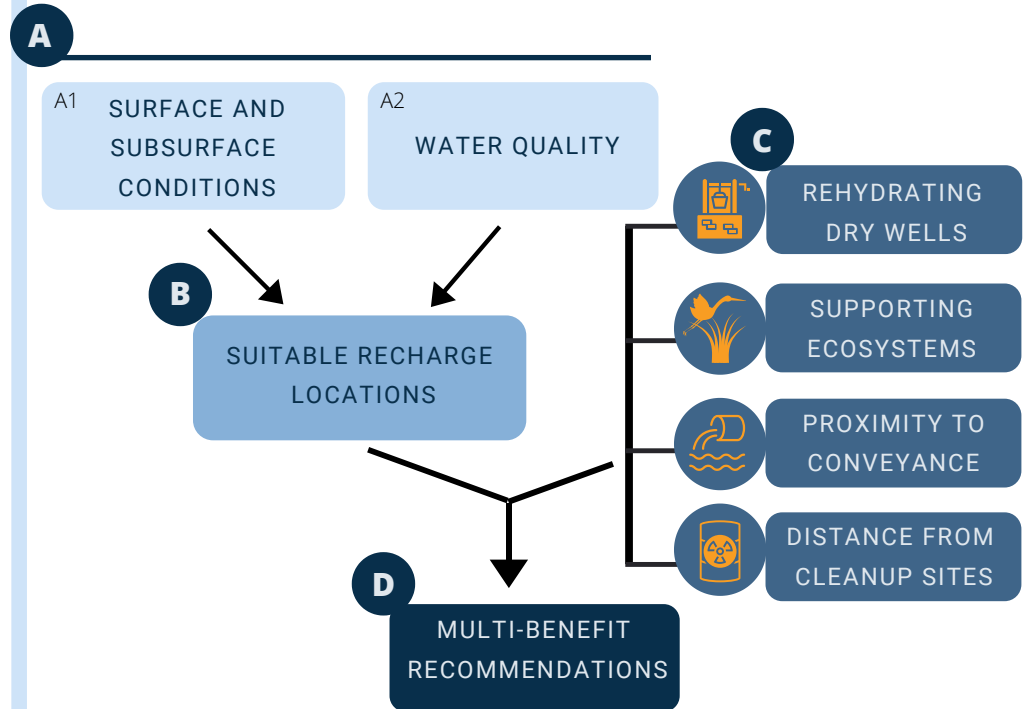 A
A1
SURFACE AND
SUBSURFACE
CONDITIONS
A2
WATER QUALITY
B
SUITABLE RECHARGE
LOCATIONS
C
REHYDRATING
DRY WELLS
SUPPORTING
ECOSYSTEMS
PROXIMITY TO
CONVEYANCE
DISTANCE FROM
CLEANUP SITES
D
MULTI-BENEFIT
RECOMMENDATIONS